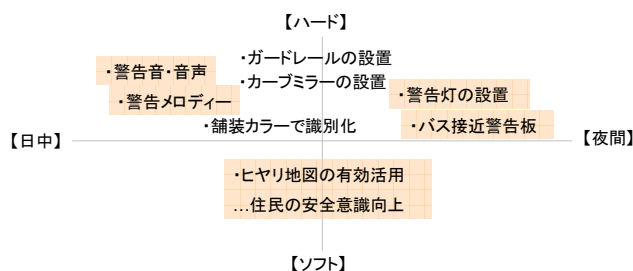 【ハード】
・ガードレールの設置
・警告音・音声
・カーブミラーの設置
・警告灯の設置
・警告メロディー
・舗装カラーで識別化
・バス接近警告板
【日中】
【夜間】
・ヒヤリ地図の有効活用
…住民の安全意識向上
【ソフト】